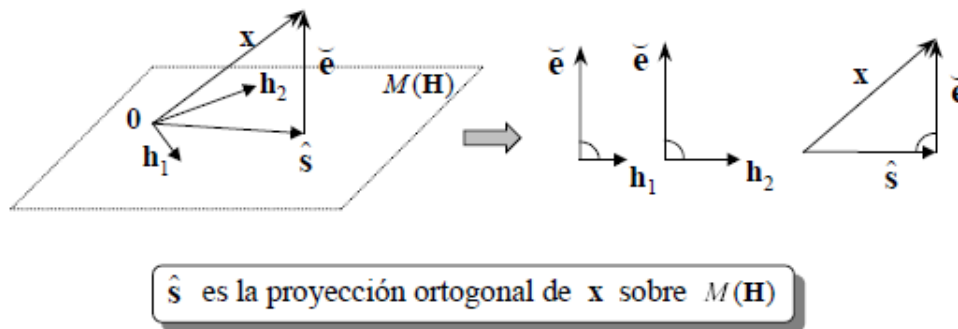 x
ĕ
h₂
M(H)
0
h₁
ŝ
ĕ
h₁
ĕ
h₂
x
ĕ
ŝ
ŝ es la proyección ortogonal de x sobre M(H)